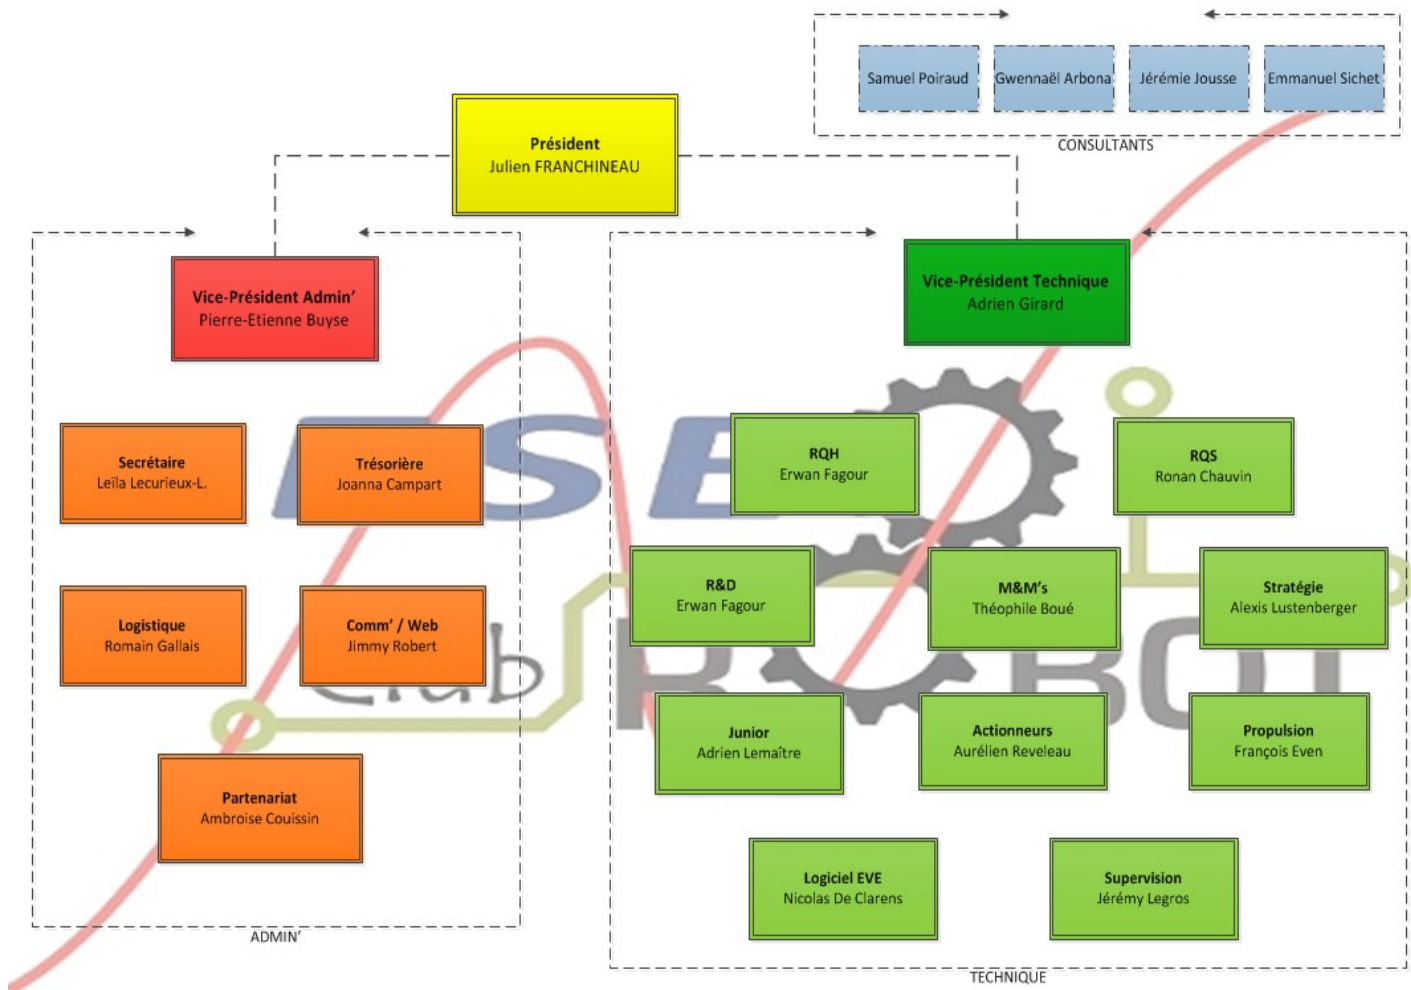 Samuel Poiraud
Gwennaël Arbona
Jérémie Jousse
Emmanuel Sichet
CONSULTANTS
Président
Julien FRANCHINEAU
Vice-Président Admin’
Pierre-Etienne Buyse
Vice-Président Technique
Adrien Girard
Secrétaire
Leïla Lecurieux-L.
Trésorière
Joanna Campart
Logistique
Romain Gallais
Comm’ / Web
Jimmy Robert
Partenariat
Ambroise Couissin
ADMIN’
RQH
Erwan Fagour
RQS
Ronan Chauvin
R&D
Erwan Fagour
M&M’s
Théophile Boué
Stratégie
Alexis Lustenberger
Junior
Adrien Lemaître
Actionneurs
Aurélien Reveleau
Propulsion
François Even
Logiciel EVE
Nicolas De Clarens
Supervision
Jérémy Legros
TECHNIQUE
ESEO
Club ROBOT